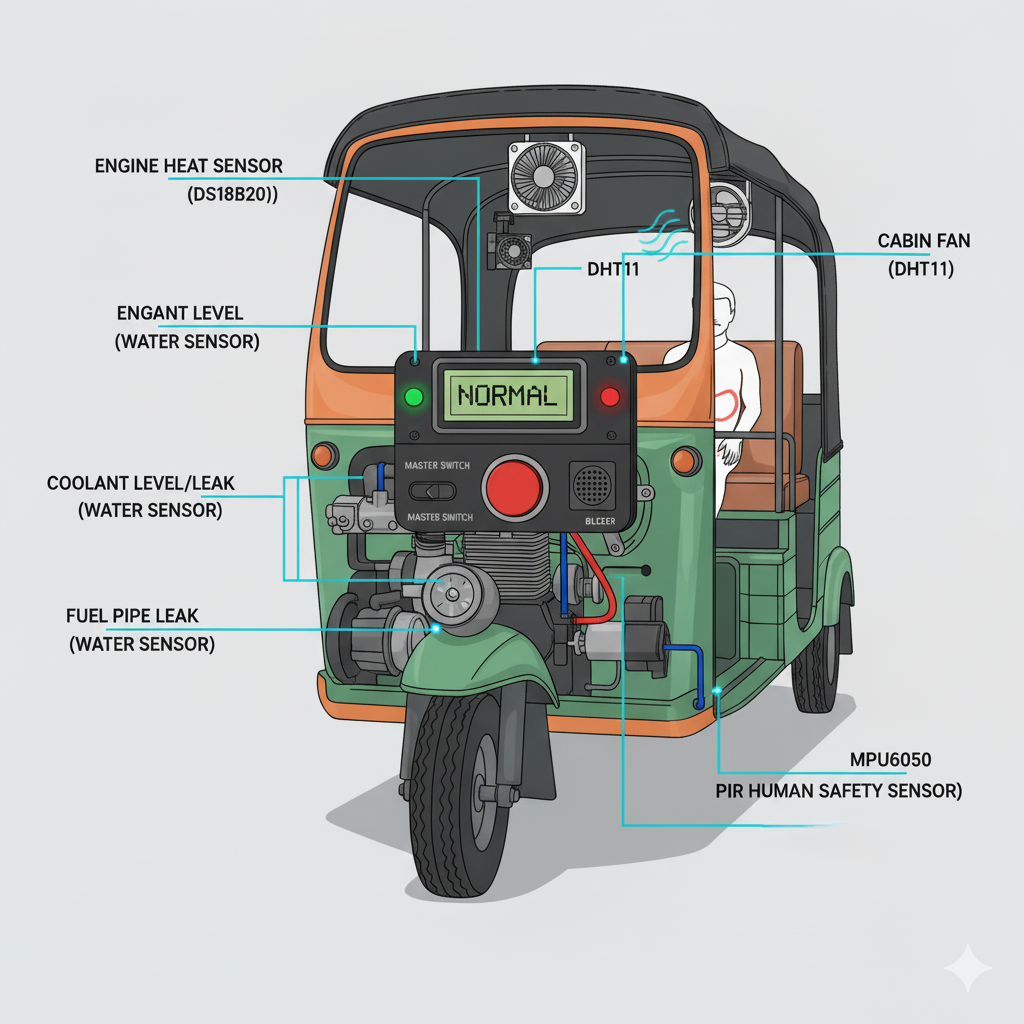 ENGINE HEAT SENSOR
(DS18B20))
CABIN FAN
(DHT11)
DHT11
ENGANT LEVEL
(WATER SENSOR)
NORMAL
MASTER SWITCH
MASTEB SWITCH
BLCEER
COOLANT LEVEL/LEAK
(WATER SENSOR)
FUEL PIPE LEAK
(WATER SENSOR)
MPU6050
PIR HUMAN SAFETY SENSOR)